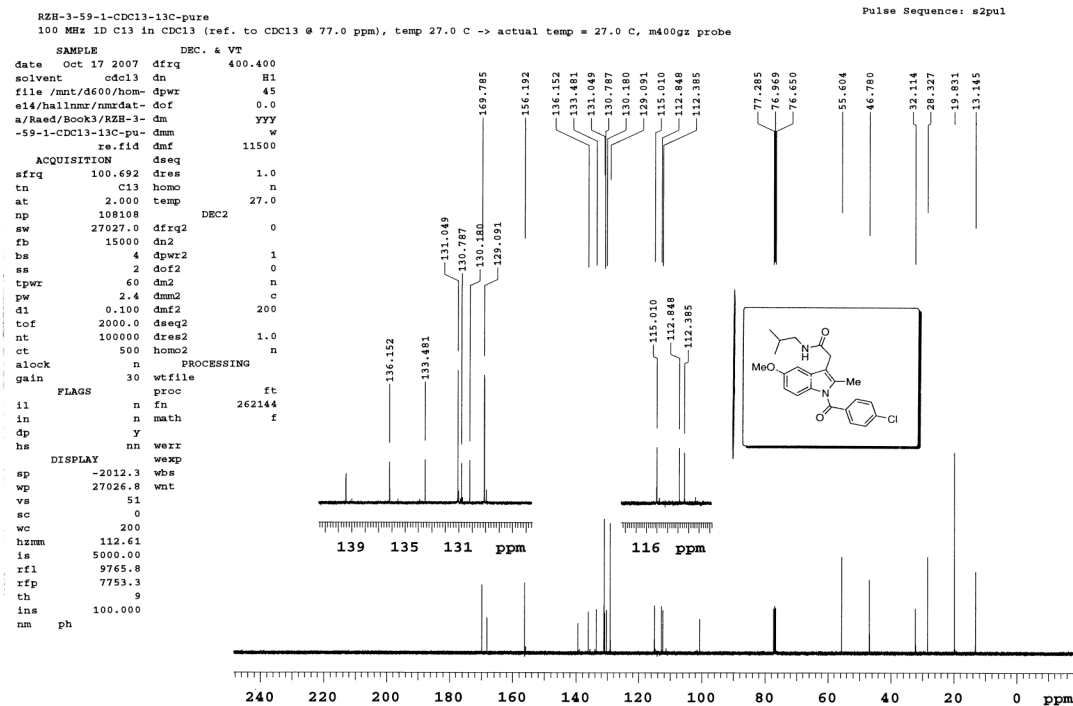 RZH-3-59-1-CDC13-13C-pure
Pulse Sequence: s2pul
100 MHz 1D C13 in CDC13 (ref. to CDC13 @ 77.0 ppm), temp 27.0 C -> actual temp = 27.0 C, m400gz probe
SAMPLE
date Oct 17 2007
solvent cdc13
file /mnt/d600/hom~
e14/hallnmr/nmrdat~
a/Raed/Book3/RZH-3-
-59-1-CDC13-13C-pu~
re.fid
ACQUISITION
sfrq 100.692
tn C13
at 2.000
np 108108
sw 27027.0
fb 15000
bs 4
ss 2
tpwr 60
pw 2.4
d1 0.100
tof 2000.0
nt 100000
ct 500
alock n
gain 30
FLAGS
il n
in n
dp y
hs nn
DISPLAY
sp -2012.3
wp 27026.8
vs 51
sc 0
wc 200
hzmm 112.61
is 5000.00
rfl 9765.8
rfp 7753.3
th 9
ins 100.000
nm ph
DEC. & VT
dfrq 400.400
dn H1
dpwr 45
dof 0.0
dm yyy
dmm w
dmf 11500
dseq
dres 1.0
homo n
temp 27.0
DEC2
dfrq2 0
dn2
dpwr2 1
dof2 0
dm2 n
dmm2 c
dmf2 200
dseq2
dres2 1.0
homo2 n
PROCESSING
wtfile
proc ft
fn 262144
math f
werr
wexp
wbs
wnt
169.785
156.192
136.152
133.481
131.049
130.787
130.180
129.091
115.010
112.848
112.385
77.285
76.969
76.650
55.604
46.780
32.114
28.327
19.831
13.145
136.152
133.481
131.049
130.787
130.180
129.091
139 135 131 ppm
115.010
112.848
112.385
116 ppm
O
N
H
MeO
Me
N
O
Cl
240 220 200 180 160 140 120 100 80 60 40 20 0 ppm